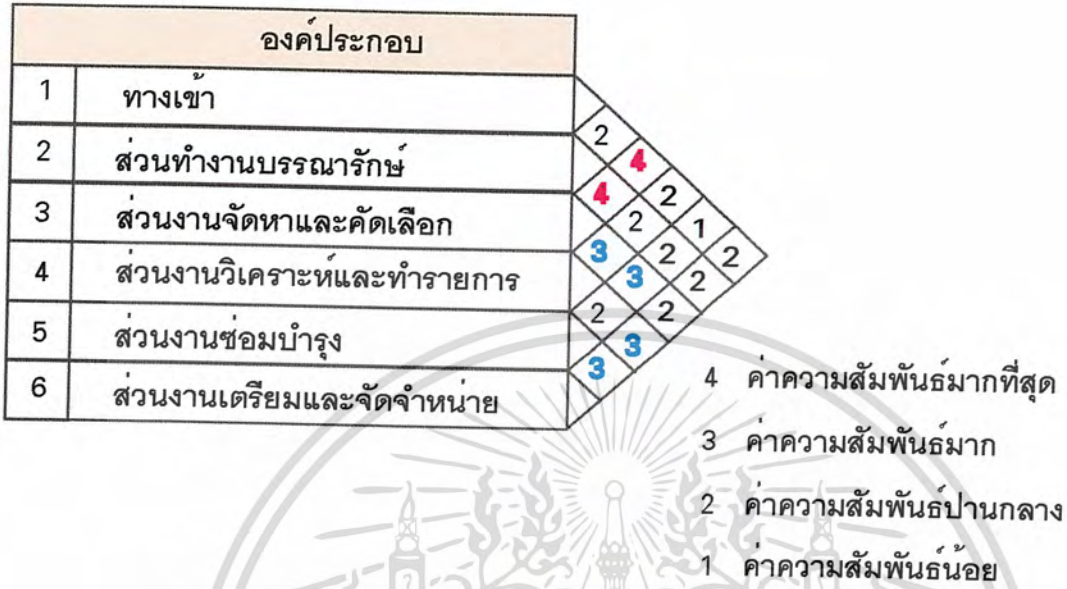 องค์ประกอบ
1 ทางเข้า
2 ส่วนทำงานบรรณารักษ์
3 ส่วนงานจัดหาและคัดเลือก
4 ส่วนงานวิเคราะห์และทำรายการ
5 ส่วนงานซ่อมบำรุง
6 ส่วนงานเตรียมและจัดจำหน่าย
2
4
4 2
2 1
3 2 2
3 2
2 2
3
3
4 ค่าความสัมพันธ์มากที่สุด
3 ค่าความสัมพันธ์มาก
2 ค่าความสัมพันธ์ปานกลาง
1 ค่าความสัมพันธ์น้อย